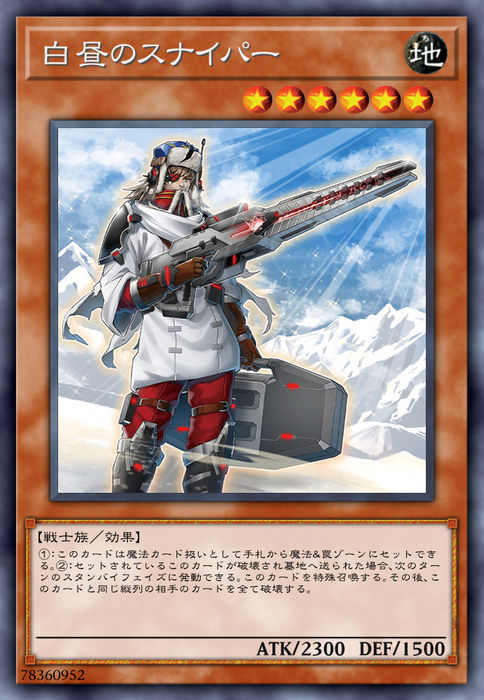 白昼のスナイパー
ち
地
【戦士族／効果】
①：このカードは魔法カード扱いとして手札から魔法&罠ゾーンにセットでき
る。②：セットされているこのカードが破壊され墓地へ送られた場合、次のターン
のスタンバイフェイズに発動できる。このカードを特殊召喚する。その後、こ
のカードと同じ縦列の相手のカードを全て破壊する。
ATK/2300 DEF/1500
78360952